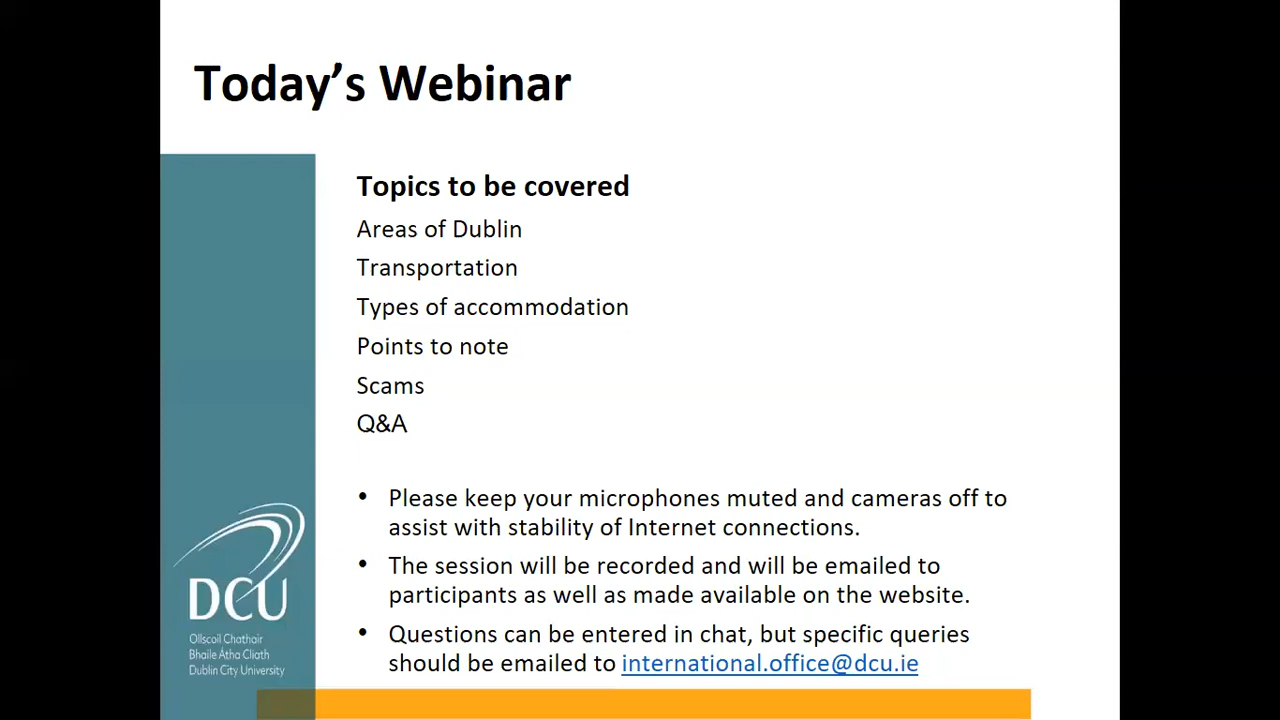 Today’s Webinar
Topics to be covered
Areas of Dublin
Transportation
Types of accommodation
Points to note
Scams
Q&A
• Please keep your microphones muted and cameras off to
assist with stability of Internet connections.
• The session will be recorded and will be emailed to
participants as well as made available on the website.
• Questions can be entered in chat, but specific queries
should be emailed to international.office@dcu.ie
DCU
Ollscoil Chathair
Bhaile Átha Cliath
Dublin City University